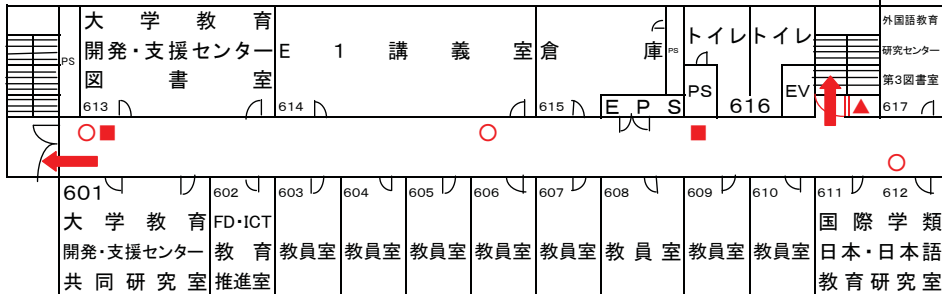 大学教育
開発・支援センター
図書室
613
PS
E1講義室
614
倉庫
615
PS
EPS
トイレ
トイレ
PS
616
EV
外国語教育
研究センター
第3図書室
617
601
大学教育
開発・支援センター
共同研究室
602
FD・ICT
教育
推進室
603
教員室
604
教員室
605
教員室
606
教員室
607
教員室
608
教員室
609
教員室
610
教員室
611
612
国際学類
日本・日本語
教育研究室